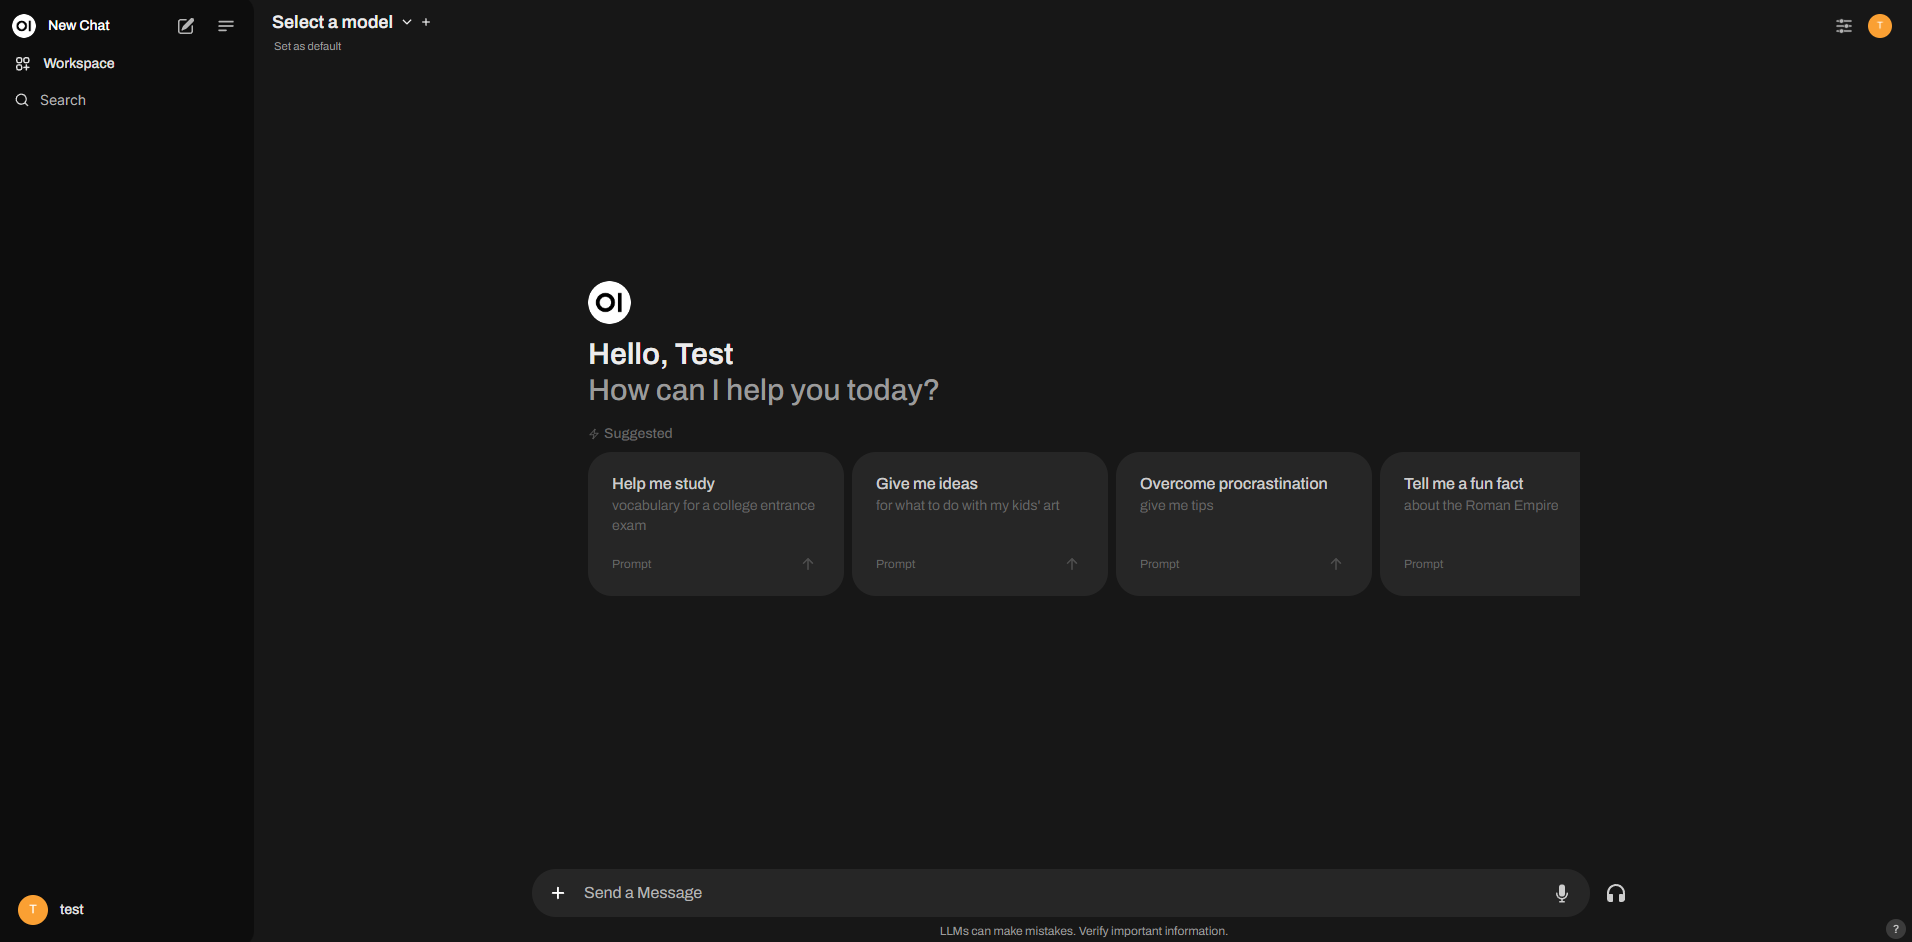 OI New Chat
Workspace
Search
Select a model
Set as default
T
OI
Hello, Test
How can I help you today?
Suggested
Help me study
vocabulary for a college entrance
exam
Prompt
Give me ideas
for what to do with my kids' art
Prompt
Overcome procrastination
give me tips
Prompt
Tell me a fun fact
about the Roman Empire
Prompt
T test
Send a Message
LLMs can make mistakes. Verify important information.
?